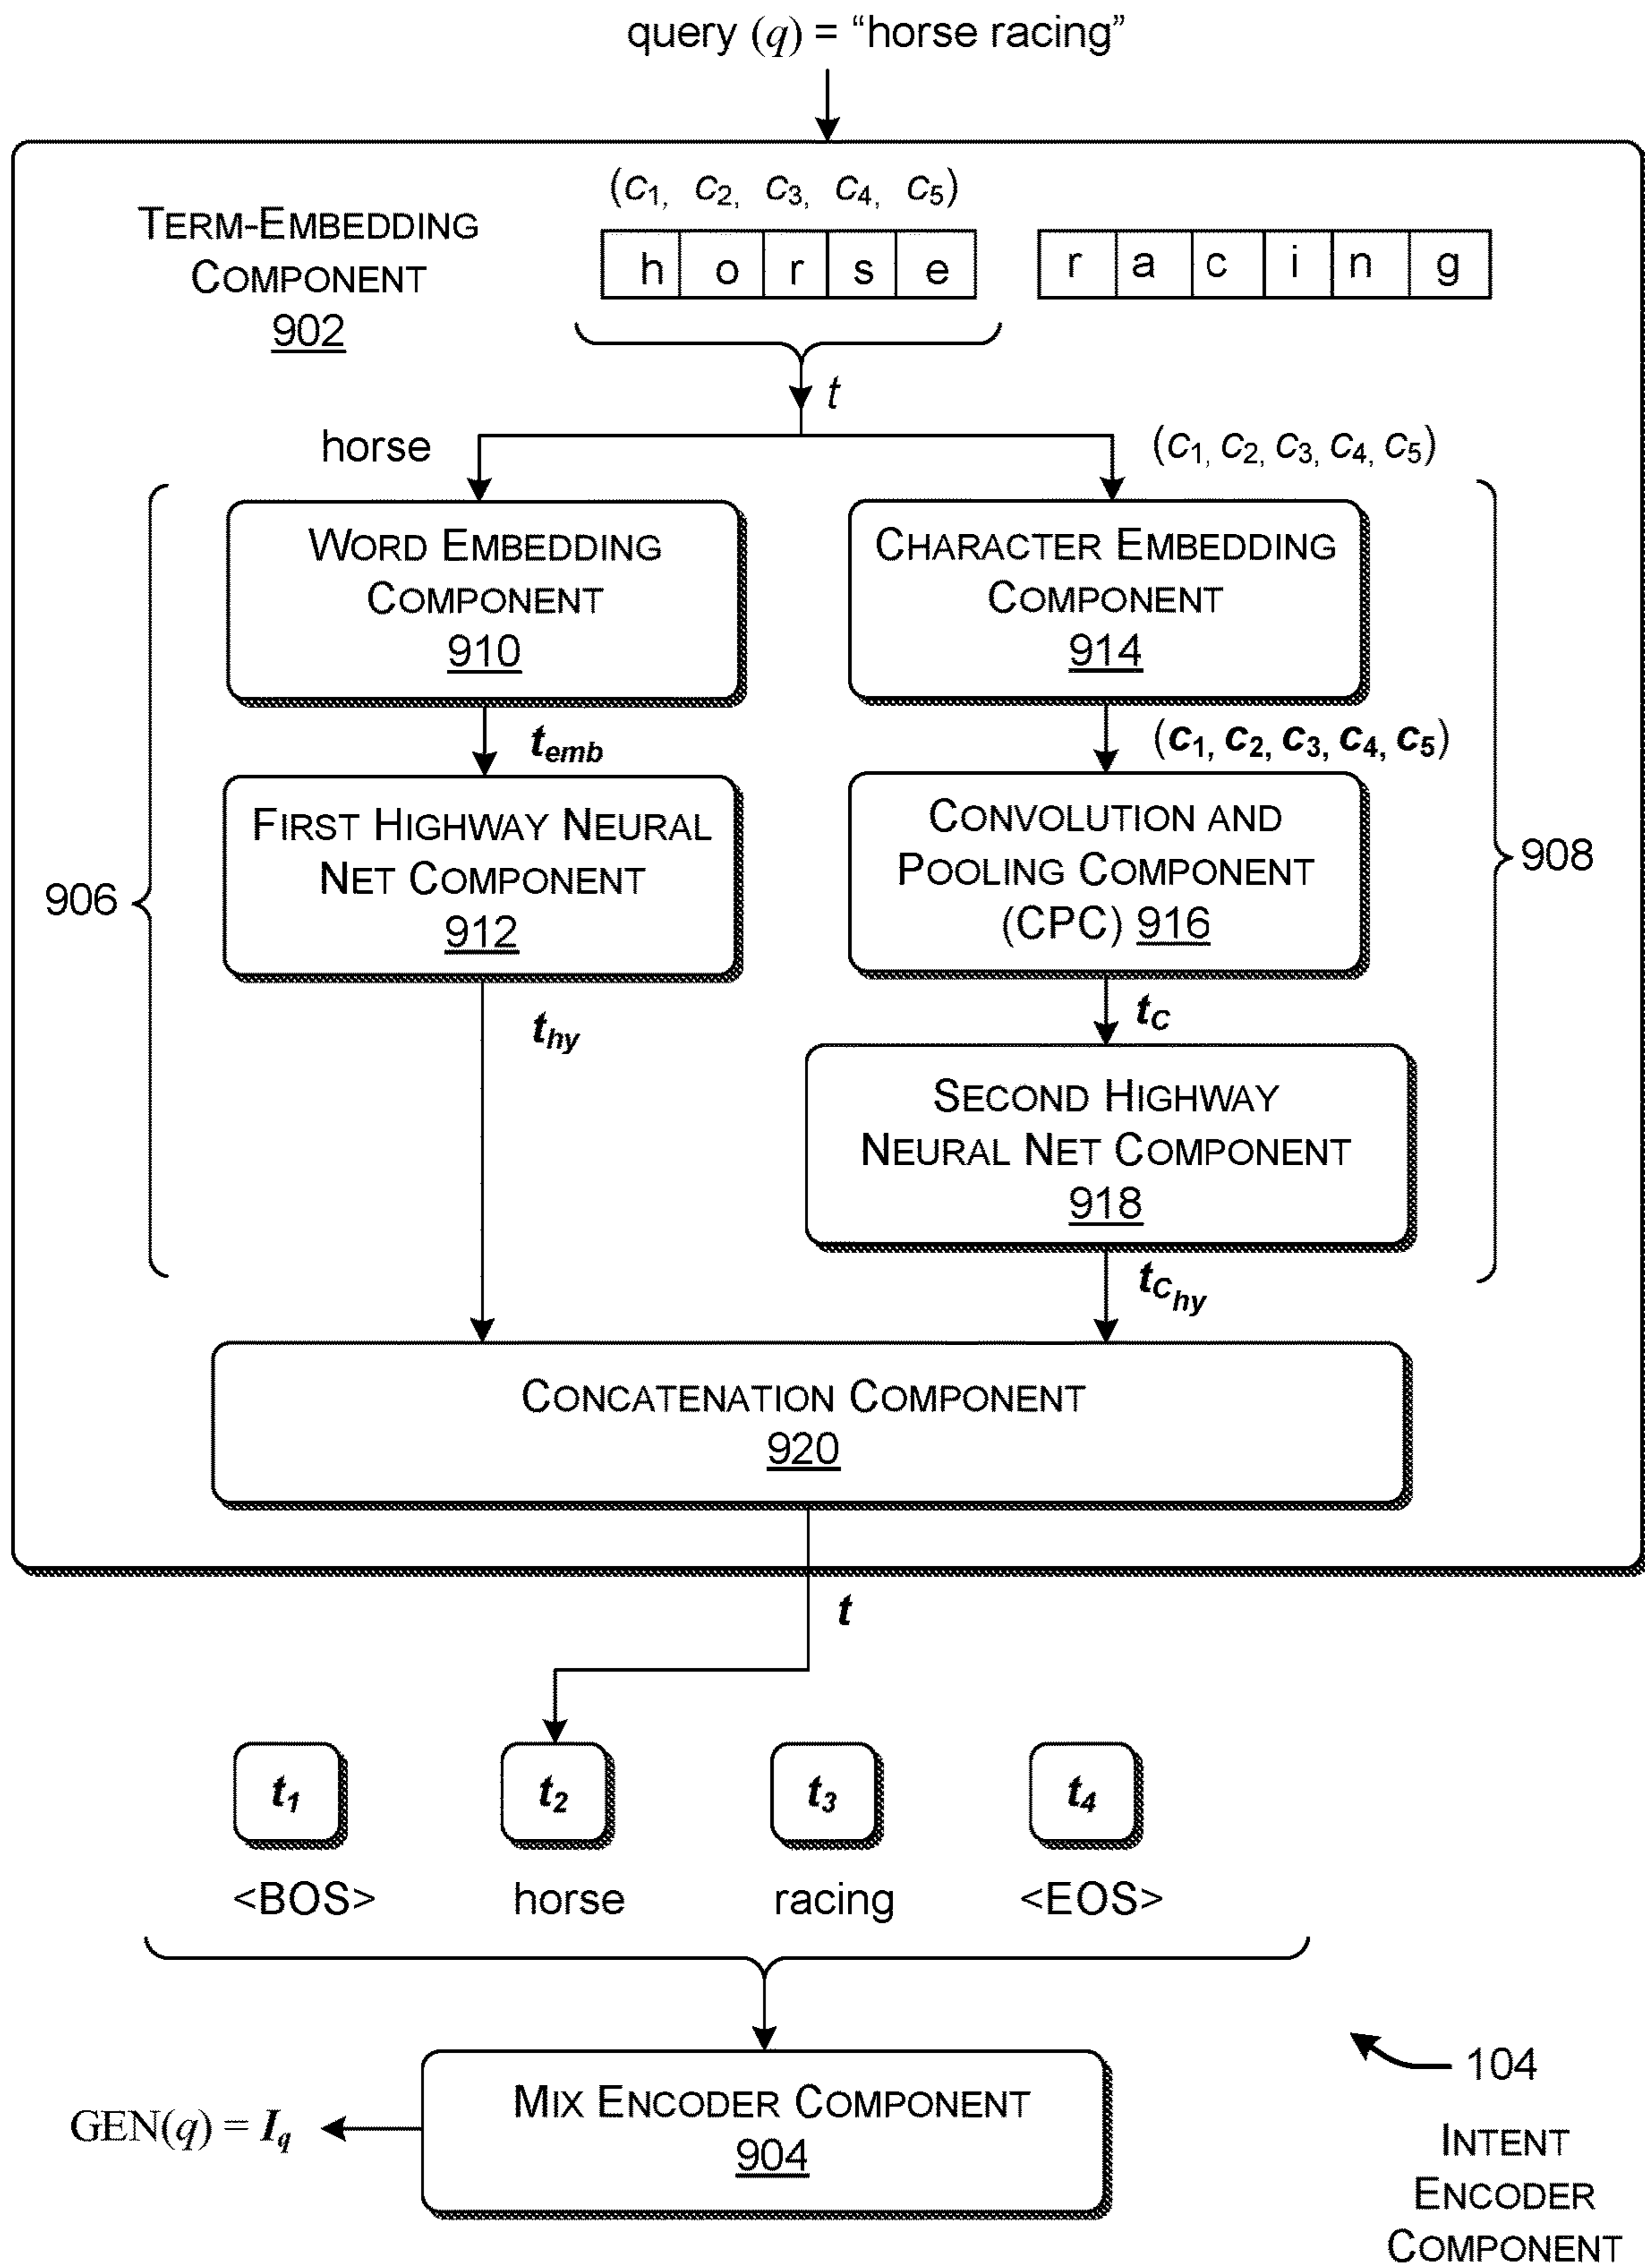 query (q) = “horse racing”
(c1, c2, c3, c4, c5)
TERM-EMBEDDING
COMPONENT
902
h o r s e
r a c i n g
t
horse
(c1, c2, c3, c4, c5)
WORD EMBEDDING
COMPONENT
910
CHARACTER EMBEDDING
COMPONENT
914
temb
(c1, c2, c3, c4, c5)
FIRST HIGHWAY NEURAL
NET COMPONENT
912
CONVOLUTION AND
POOLING COMPONENT
(CPC) 916
906
908
thy
tC
SECOND HIGHWAY
NEURAL NET COMPONENT
918
tChy
CONCATENATION COMPONENT
920
t
t1 t2 t3 t4
<BOS> horse racing <EOS>
MIX ENCODER COMPONENT
904
GEN(q) = Iq
104
INTENT
ENCODER
COMPONENT